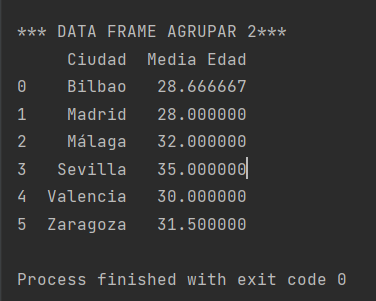 *** DATA FRAME AGRUPAR 2***
Ciudad Media Edad
0 Bilbao 28.666667
1 Madrid 28.000000
2 Málaga 32.000000
3 Sevilla 35.000000
4 Valencia 30.000000
5 Zaragoza 31.500000
Process finished with exit code 0